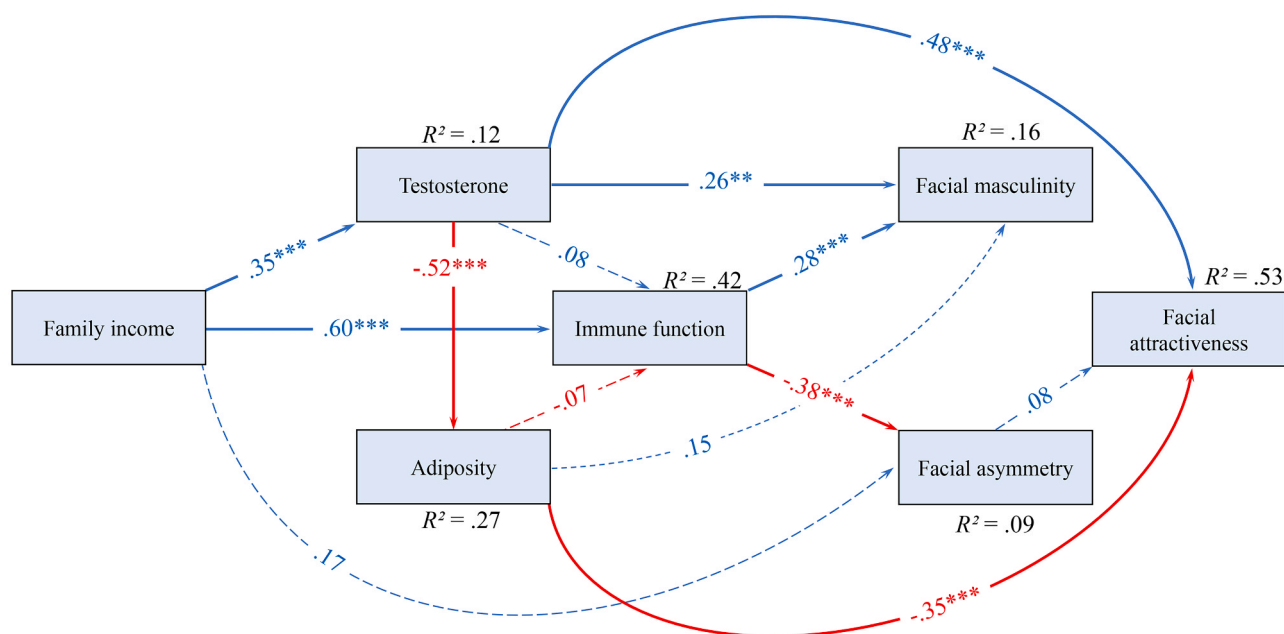 .48***
R² = .12
R² = .16
Testosterone
.26**
Facial masculinity
.35***
-.52***
.08
.28***
R² = .42
R² = .53
Family income
.60***
Immune function
Facial
attractiveness
-.07
-.38***
.08
.15
Adiposity
Facial asymmetry
R² = .27
R² = .09
.17
-.35***